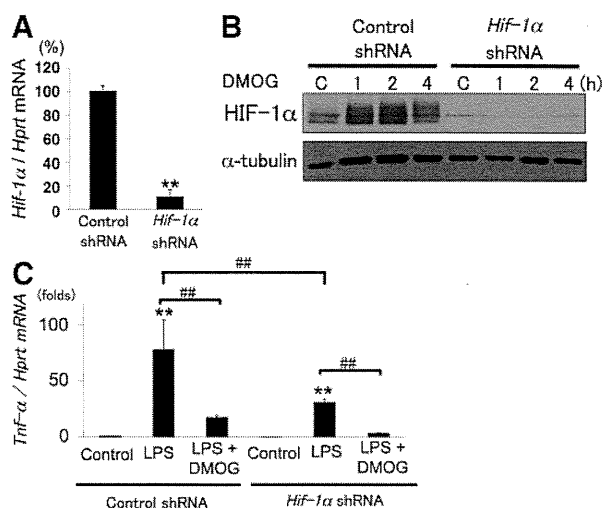 A
(%)
120
100
80
60
40
20
0
Hif-1α / Hprt mRNA
**
Control shRNA
Hif-1α shRNA
B
Control shRNA
Hif-1α shRNA
DMOG C 1 2 4 C 1 2 4 (h)
HIF-1α
α-tubulin
C
(folds)
100
50
0
Tnf-α / Hprt mRNA
##
**
##
**
##
Control LPS LPS + DMOG Control LPS LPS + DMOG
Control shRNA Hif-1α shRNA